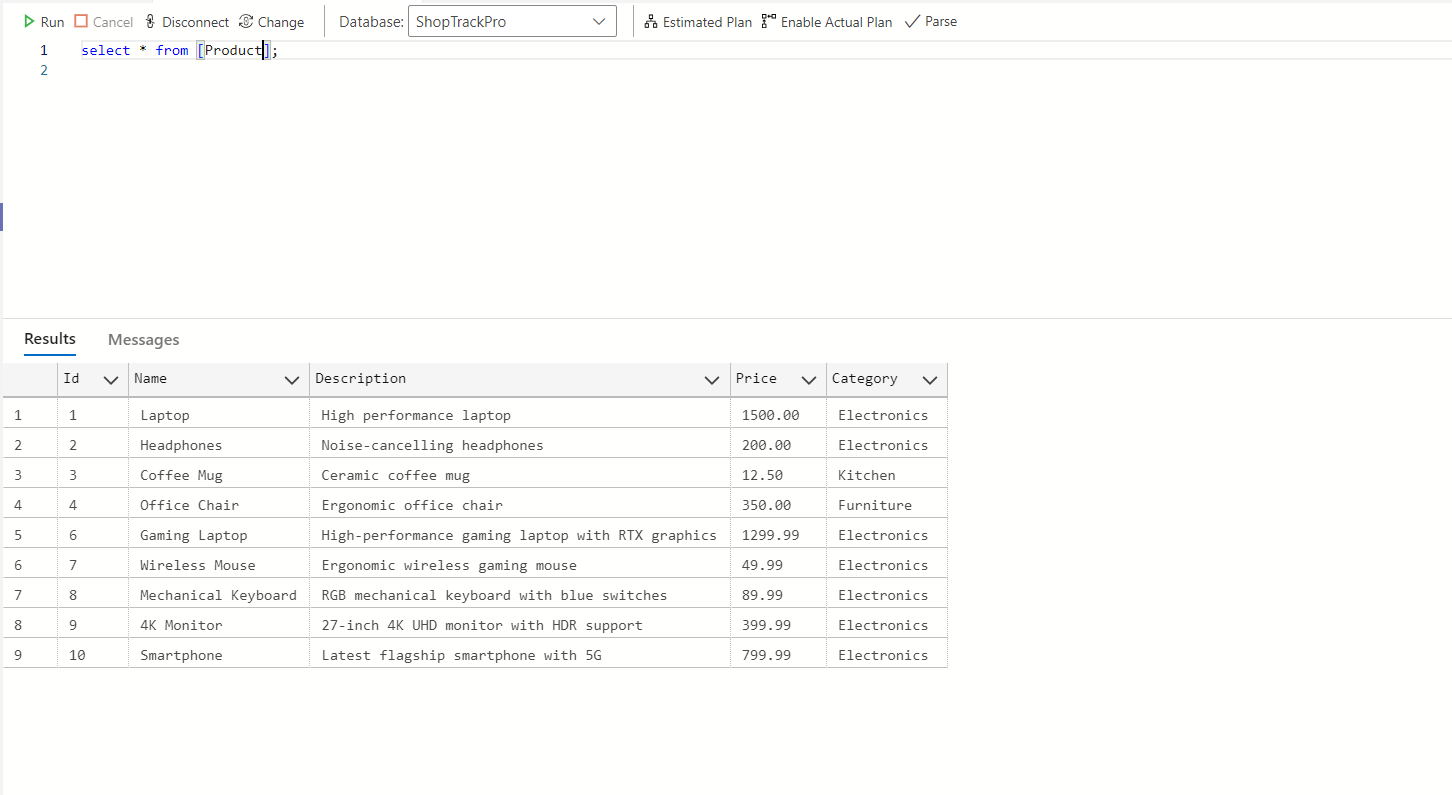 Run Cancel Disconnect Change Database: ShopTrackPro Estimated Plan Enable Actual Plan Parse
1 select * from [Product];
2
Results Messages
Id Name Description Price Category
1 1 Laptop High performance laptop 1500.00 Electronics
2 2 Headphones Noise-cancelling headphones 200.00 Electronics
3 3 Coffee Mug Ceramic coffee mug 12.50 Kitchen
4 4 Office Chair Ergonomic office chair 350.00 Furniture
5 6 Gaming Laptop High-performance gaming laptop with RTX graphics 1299.99 Electronics
6 7 Wireless Mouse Ergonomic wireless gaming mouse 49.99 Electronics
7 8 Mechanical Keyboard RGB mechanical keyboard with blue switches 89.99 Electronics
8 9 4K Monitor 27-inch 4K UHD monitor with HDR support 399.99 Electronics
9 10 Smartphone Latest flagship smartphone with 5G 799.99 Electronics